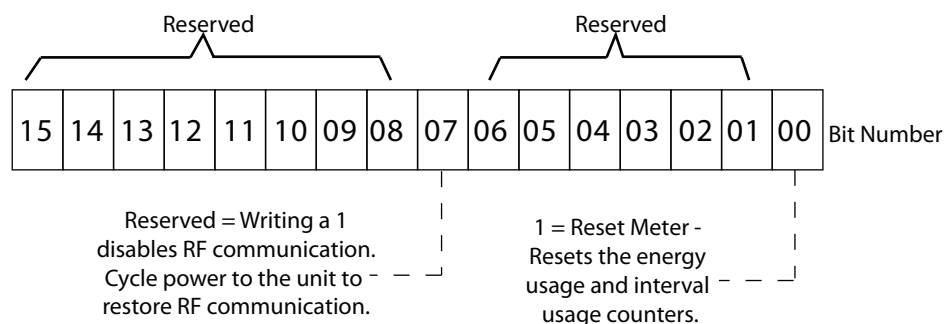 Reserved Reserved
15 14 13 12 11 10 09 08 07 06 05 04 03 02 01 00 Bit Number
Reserved = Writing a 1
disables RF communication.
Cycle power to the unit to
restore RF communication.
1 = Reset Meter -
Resets the energy
usage and interval
usage counters.